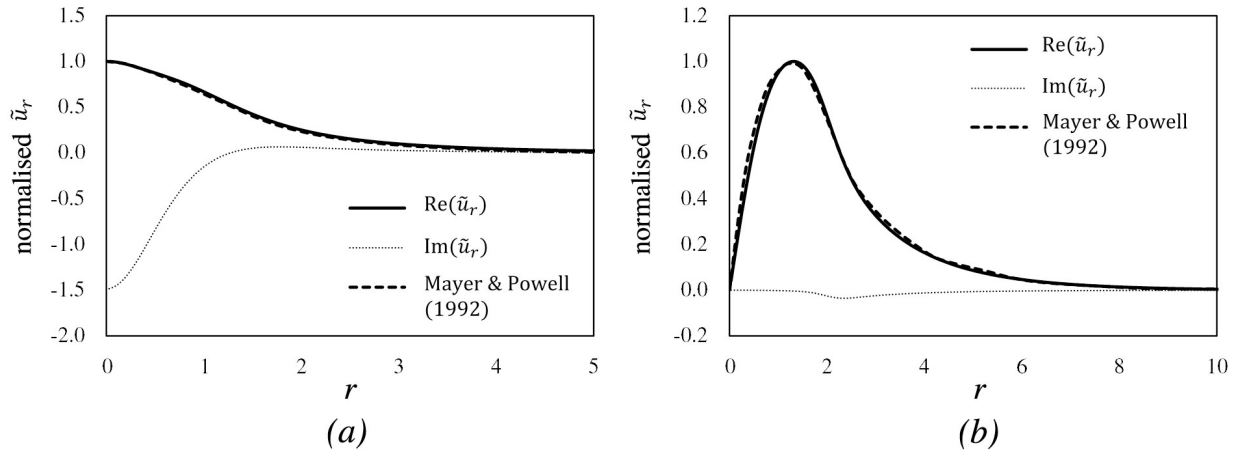 1.5
1.0
0.5
0.0
-0.5
-1.0
-1.5
-2.0
normalised ũᵣ
Re(ũᵣ)
Im(ũᵣ)
Mayer & Powell
(1992)
0 1 2 3 4 5
r
(a)
1.2
1.0
0.8
0.6
0.4
0.2
0.0
-0.2
normalised ũᵣ
Re(ũᵣ)
Im(ũᵣ)
Mayer & Powell
(1992)
0 2 4 6 8 10
r
(b)